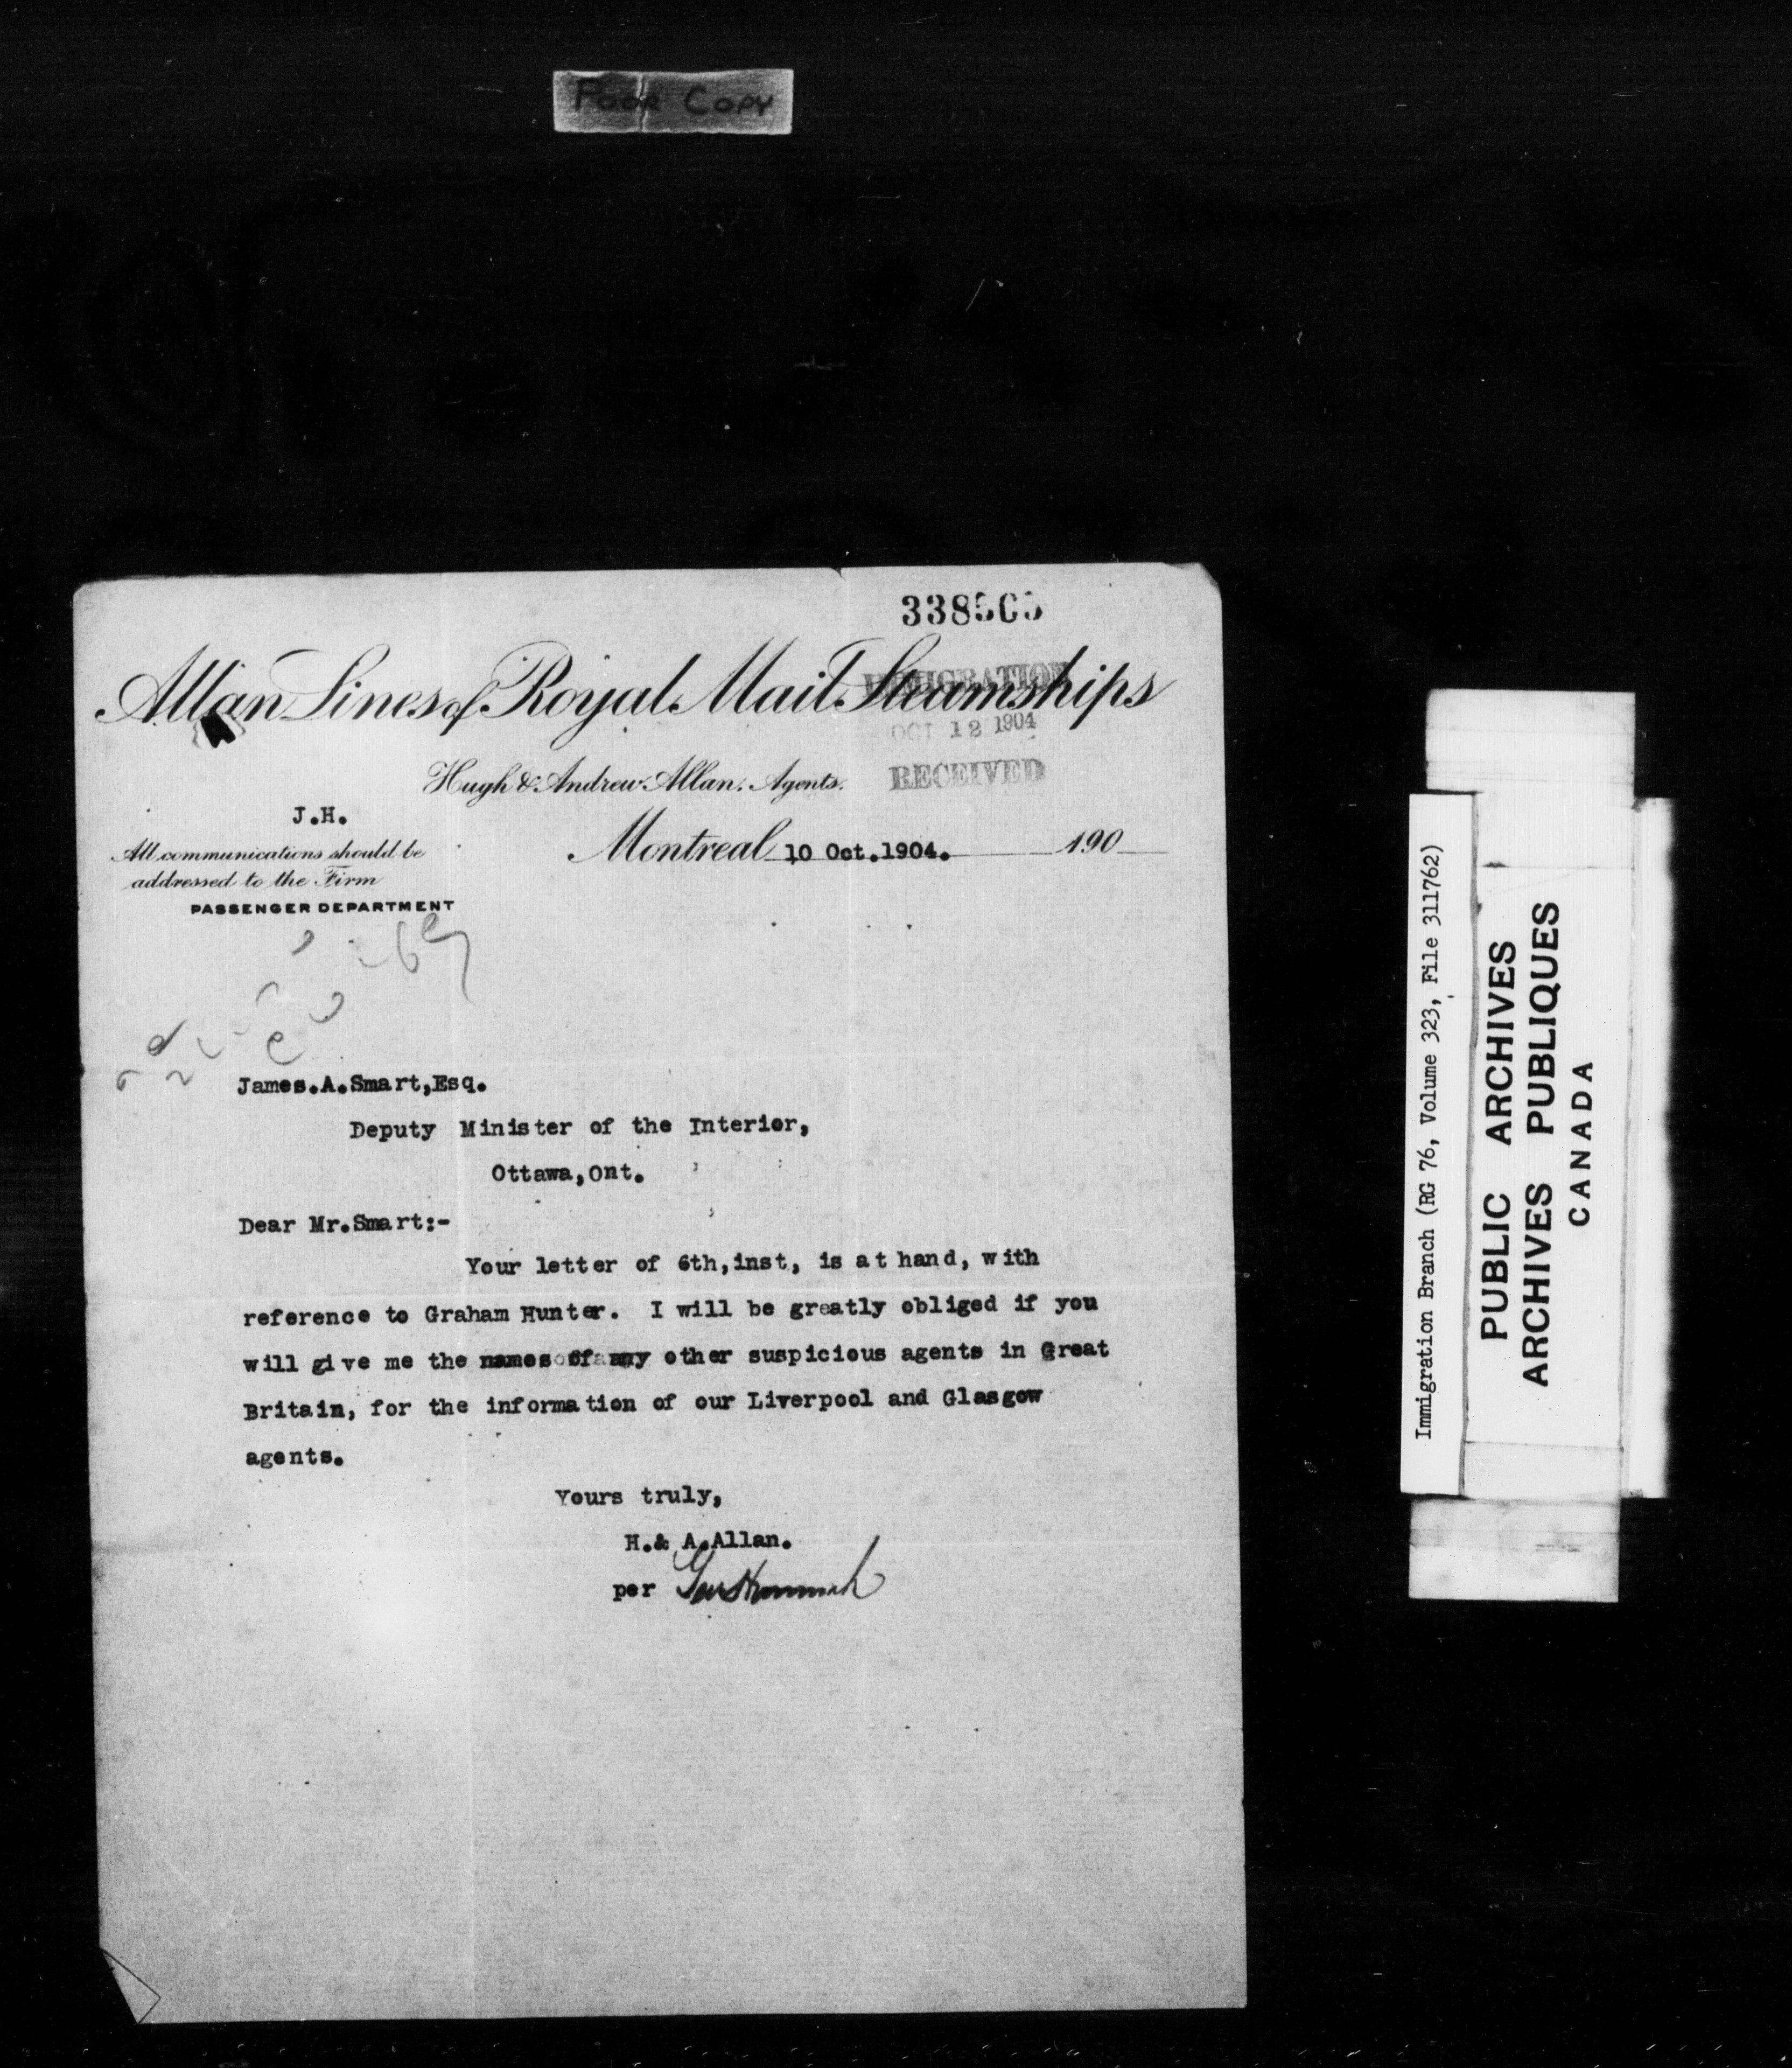 Poor Copy
338505
Allan Lines of Royal Mail Steamships
IMMIGRATION
OCT 12 1904
RECEIVED
Hugh & Andrew Allan. Agents.
J.H.
All communications should be
addressed to the Firm
PASSENGER DEPARTMENT
Montreal 10 Oct.1904. 190
James.A.Smart,Esq.
Deputy Minister of the Interior,
Ottawa,Ont.
Dear Mr.Smart:-
Your letter of 6th,inst, is at hand, with
reference to Graham Hunter. I will be greatly obliged if you
will give me the names of any other suspicious agents in Great
Britain, for the information of our Liverpool and Glasgow
agents.
Yours truly,
H.& A.Allan.
per
Immigration Branch (RG 76, Volume 323, File 311762)
PUBLIC ARCHIVES
ARCHIVES PUBLIQUES
CANADA